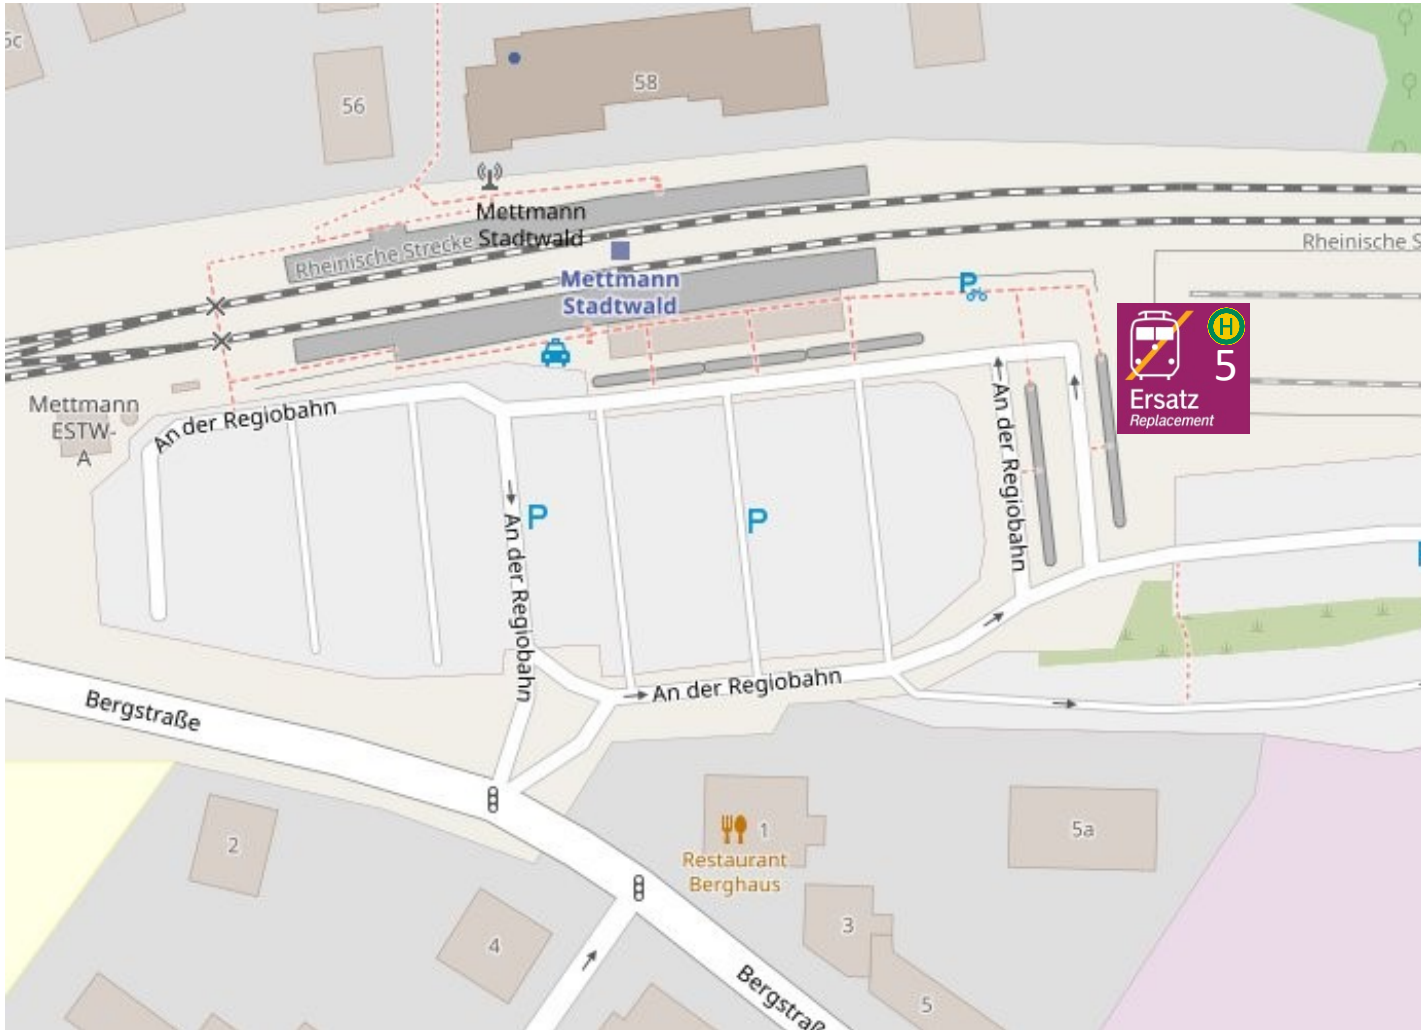 5c
56
58
Mettmann
Stadtwald
Rheinische Strecke
Mettmann
Stadtwald
Rheinische S
P
H
5
Ersatz
Replacement
Mettmann
ESTW-
A
An der Regiobahn
An der Regiobahn
P
P
An der Regiobahn
An der Regiobahn
Bergstraße
2
1
5a
Restaurant
Berghaus
3
4
5
Bergstraß